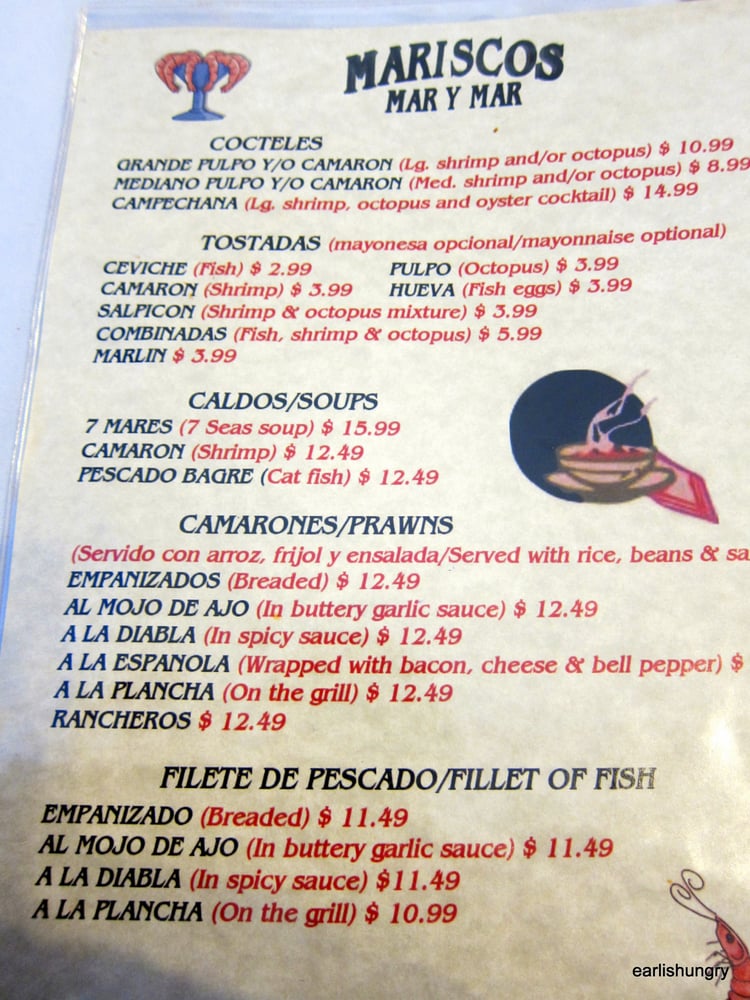 MARISCOS
MAR Y MAR
COCTELES
GRANDE PULPO Y/O CAMARON (Lg. shrimp and/or octopus) $ 10.99
MEDIANO PULPO Y/O CAMARON (Med. shrimp and/or octopus) $ 8.99
CAMPECHANA (Lg. shrimp, octopus and oyster cocktail) $ 14.99
TOSTADAS (mayonesa opcional/mayonnaise optional)
CEVICHE (Fish) $ 2.99 PULPO (Octopus) $ 3.99
CAMARON (Shrimp) $ 3.99 HUEVA (Fish eggs) $ 3.99
SALPICON (Shrimp & octopus mixture) $ 3.99
COMBINADAS (Fish, shrimp & octopus) $ 5.99
MARLIN $ 3.99
CALDOS/SOUPS
7 MARES (7 Seas soup) $ 15.99
CAMARON (Shrimp) $ 12.49
PESCADO BAGRE (Cat fish) $ 12.49
CAMARONES/PRAWNS
(Servido con arroz, frijol y ensalada/Served with rice, beans & sa
EMPANIZADOS (Breaded) $ 12.49
AL MOJO DE AJO (In buttery garlic sauce) $ 12.49
A LA DIABLA (In spicy sauce) $ 12.49
A LA ESPANOLA (Wrapped with bacon, cheese & bell pepper) $
A LA PLANCHA (On the grill) $ 12.49
RANCHEROS $ 12.49
FILETE DE PESCADO/FILLET OF FISH
EMPANIZADO (Breaded) $ 11.49
AL MOJO DE AJO (In buttery garlic sauce) $ 11.49
A LA DIABLA (In spicy sauce) $11.49
A LA PLANCHA (On the grill) $ 10.99
earlishungry